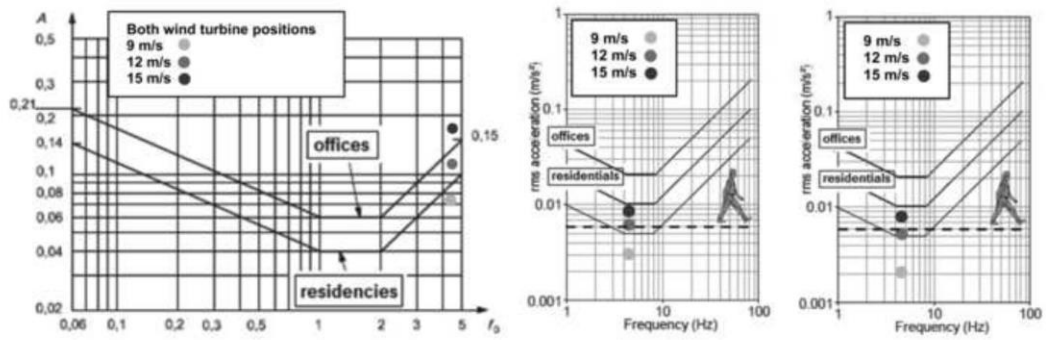 A
Both wind turbine positions
9 m/s
12 m/s
15 m/s
0,5
0,3
0,21
0,2
0,14
0,1
0,08
0,06
0,04
0,02
0,15
offices
residencies
0,06 0,1 0,2 0,3 0,5 1 2 3 5 f₀
1
0.1
0.01
0.001
rms acceleration (m/s²)
9 m/s
12 m/s
15 m/s
offices
residentials
1 10 100
Frequency (Hz)
1
0.1
0.01
0.001
rms acceleration (m/s²)
9 m/s
12 m/s
15 m/s
offices
residentials
1 10 100
Frequency (Hz)